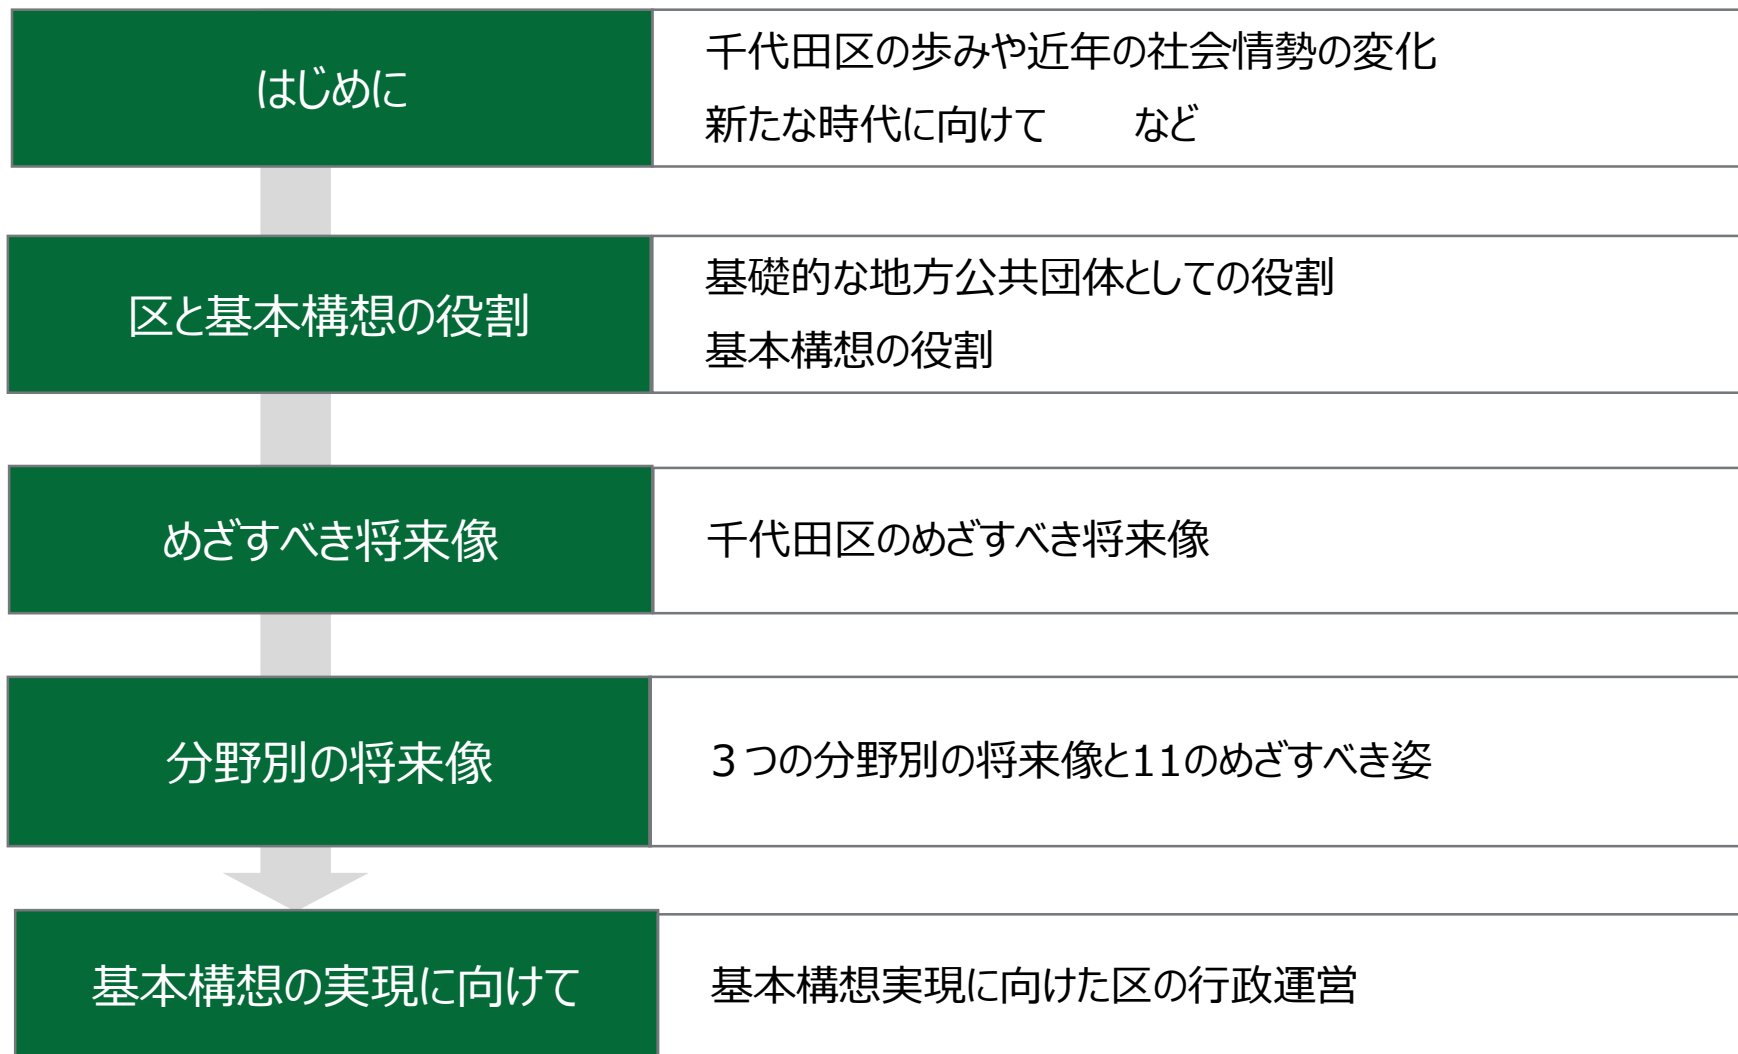 はじめに
千代田区の歩みや近年の社会情勢の変化
新たな時代に向けて　　など
区と基本構想の役割
基礎的な地方公共団体としての役割
基本構想の役割
めざすべき将来像
千代田区のめざすべき将来像
分野別の将来像
３つの分野別の将来像と11のめざすべき姿
基本構想の実現に向けて
基本構想実現に向けた区の行政運営